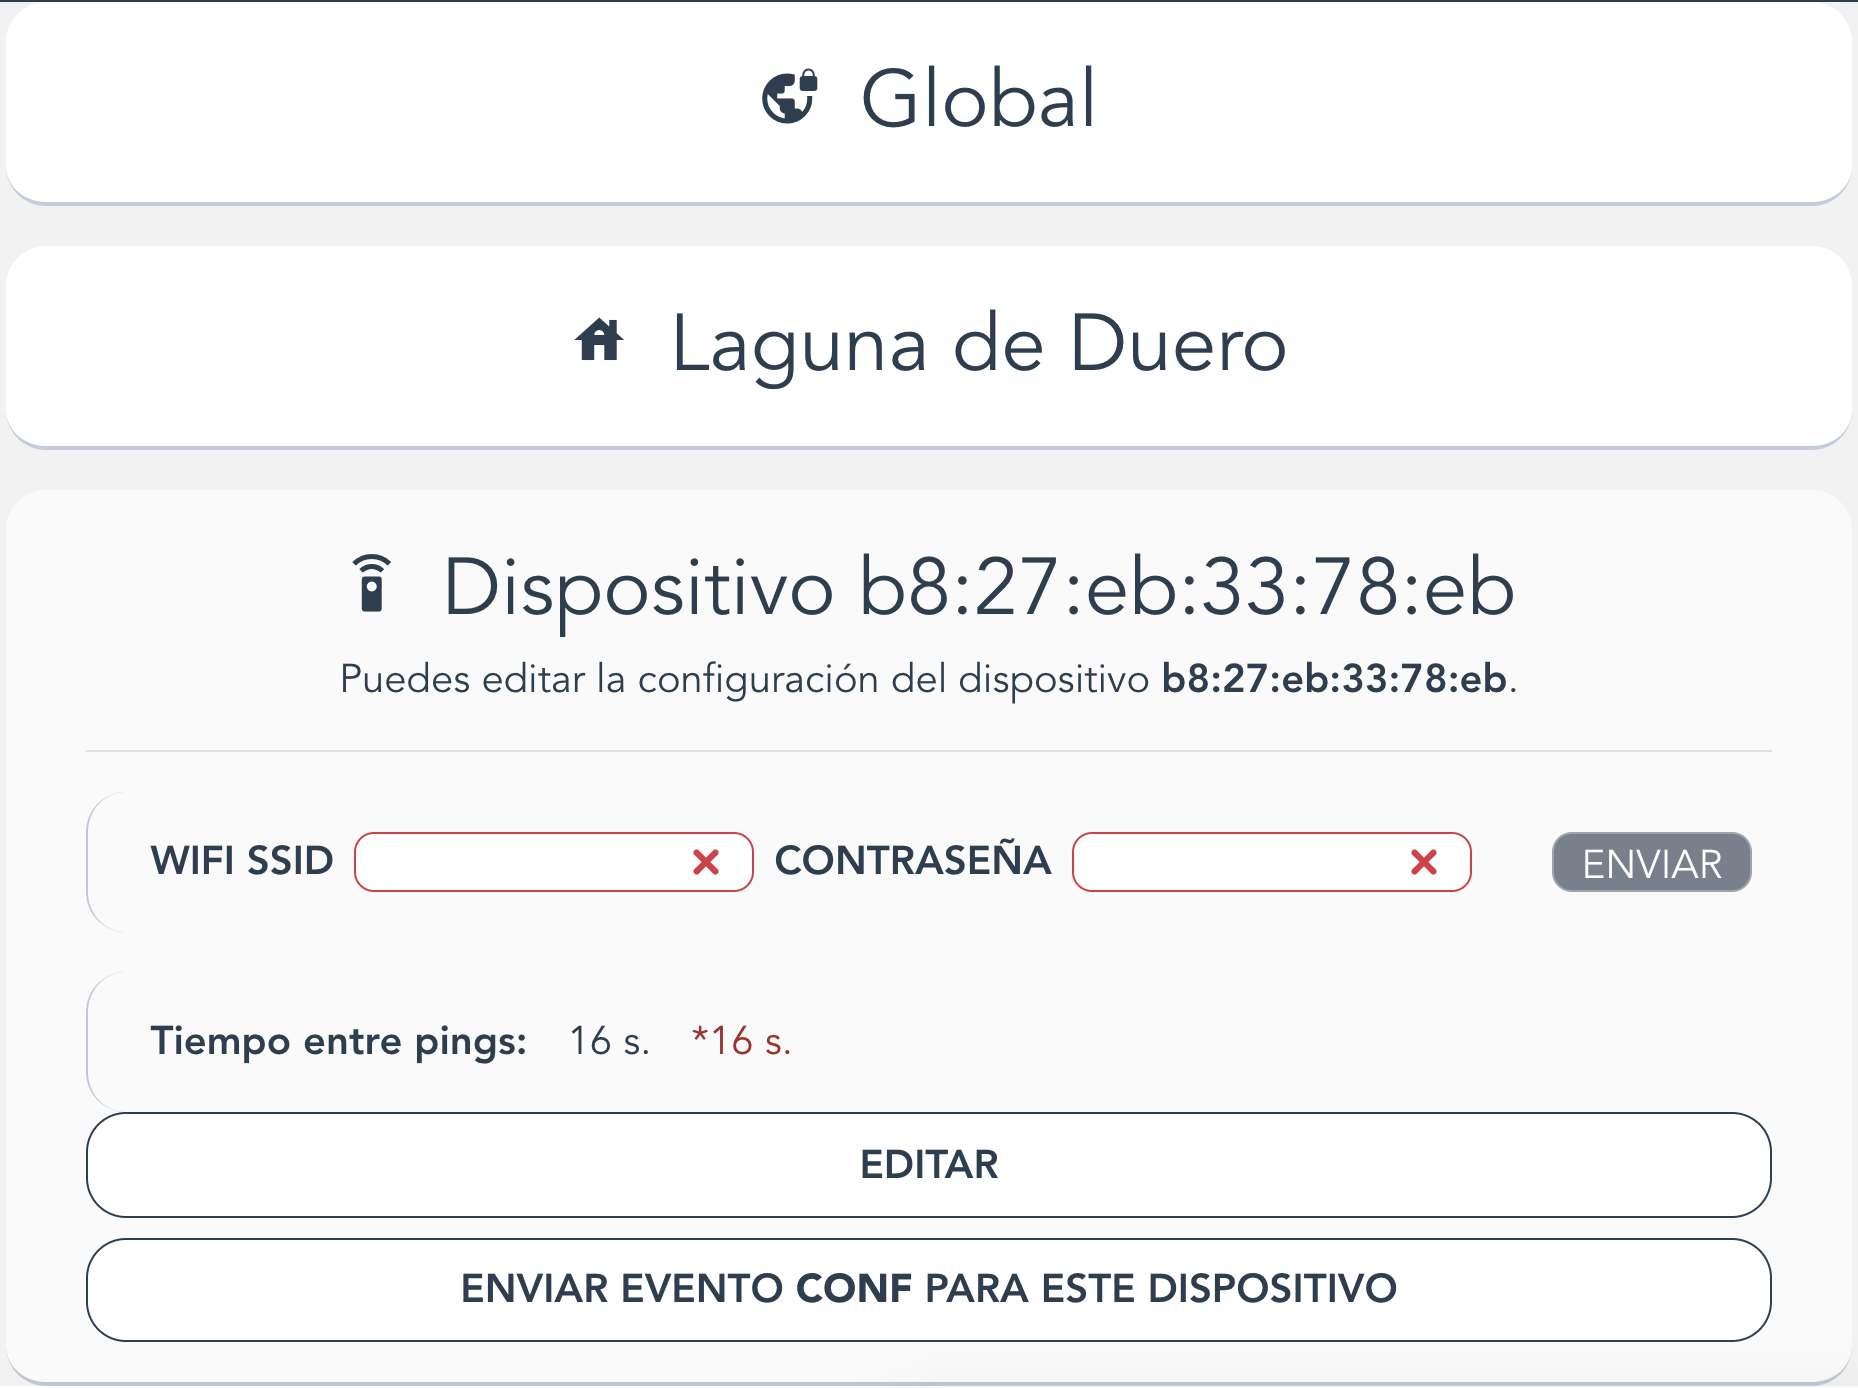 Global
Laguna de Duero
Dispositivo b8:27:eb:33:78:eb
Puedes editar la configuración del dispositivo b8:27:eb:33:78:eb.
WIFI SSID CONTRASEÑA ENVIAR
Tiempo entre pings: 16 s. *16 s.
EDITAR
ENVIAR EVENTO CONF PARA ESTE DISPOSITIVO